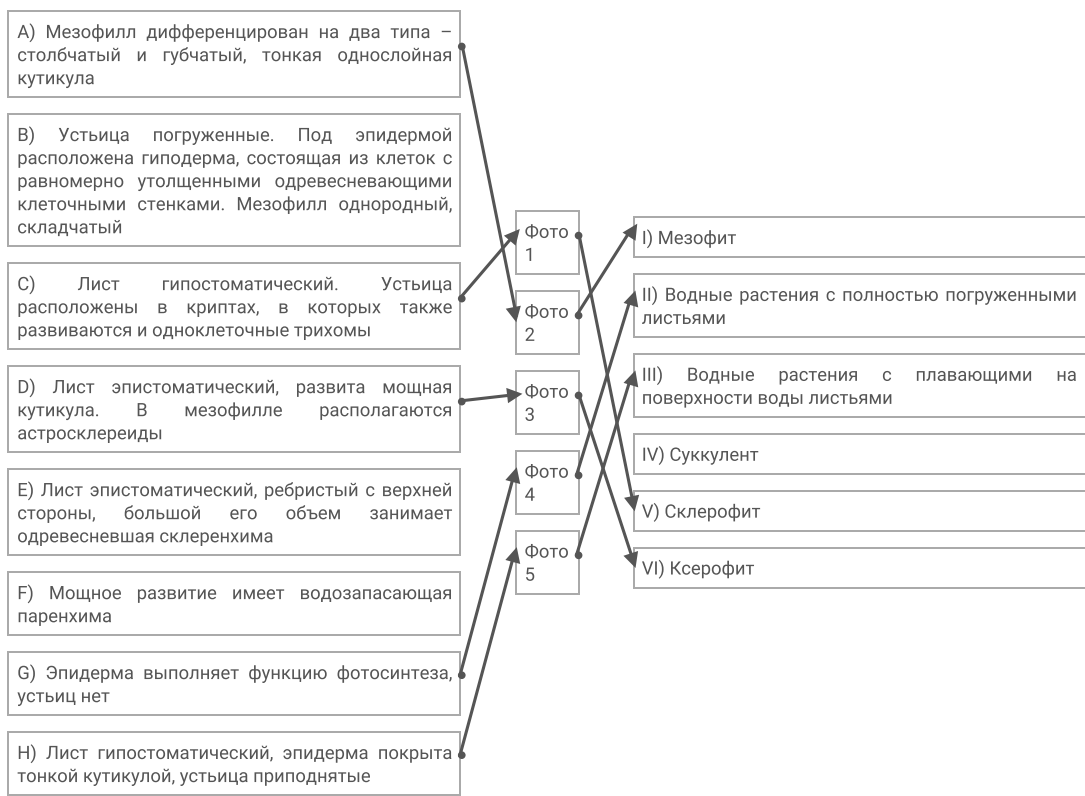 A) Мезофилл дифференцирован на два типа –
столбчатый и губчатый, тонкая однослойная
кутикула
B) Устьица погруженные. Под эпидермой
расположена гиподерма, состоящая из клеток с
равномерно утолщенными одревесневающими
клеточными стенками. Мезофилл однородный,
складчатый
C) Лист гипостоматический. Устьица
расположены в криптах, в которых также
развиваются и одноклеточные трихомы
D) Лист эпистоматический, развита мощная
кутикула. В мезофилле располагаются
астросклереиды
E) Лист эпистоматический, ребристый с верхней
стороны, большой его объем занимает
одревесневшая склеренхима
F) Мощное развитие имеет водозапасающая
паренхима
G) Эпидерма выполняет функцию фотосинтеза,
устьиц нет
H) Лист гипостоматический, эпидерма покрыта
тонкой кутикулой, устьица приподнятые
Фото
1
Фото
2
Фото
3
Фото
4
Фото
5
I) Мезофит
II) Водные растения с полностью погруженными
листьями
III) Водные растения с плавающими на
поверхности воды листьями
IV) Суккулент
V) Склерофит
VI) Ксерофит